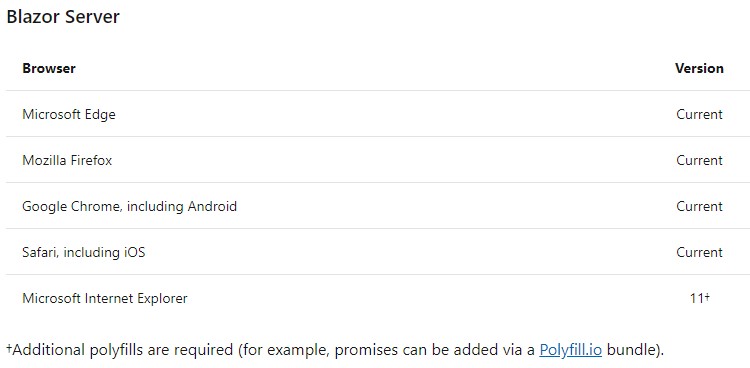 Blazor Server
Browser Version
Microsoft Edge Current
Mozilla Firefox Current
Google Chrome, including Android Current
Safari, including iOS Current
Microsoft Internet Explorer 11†
†Additional polyfills are required (for example, promises can be added via a Polyfill.io bundle).